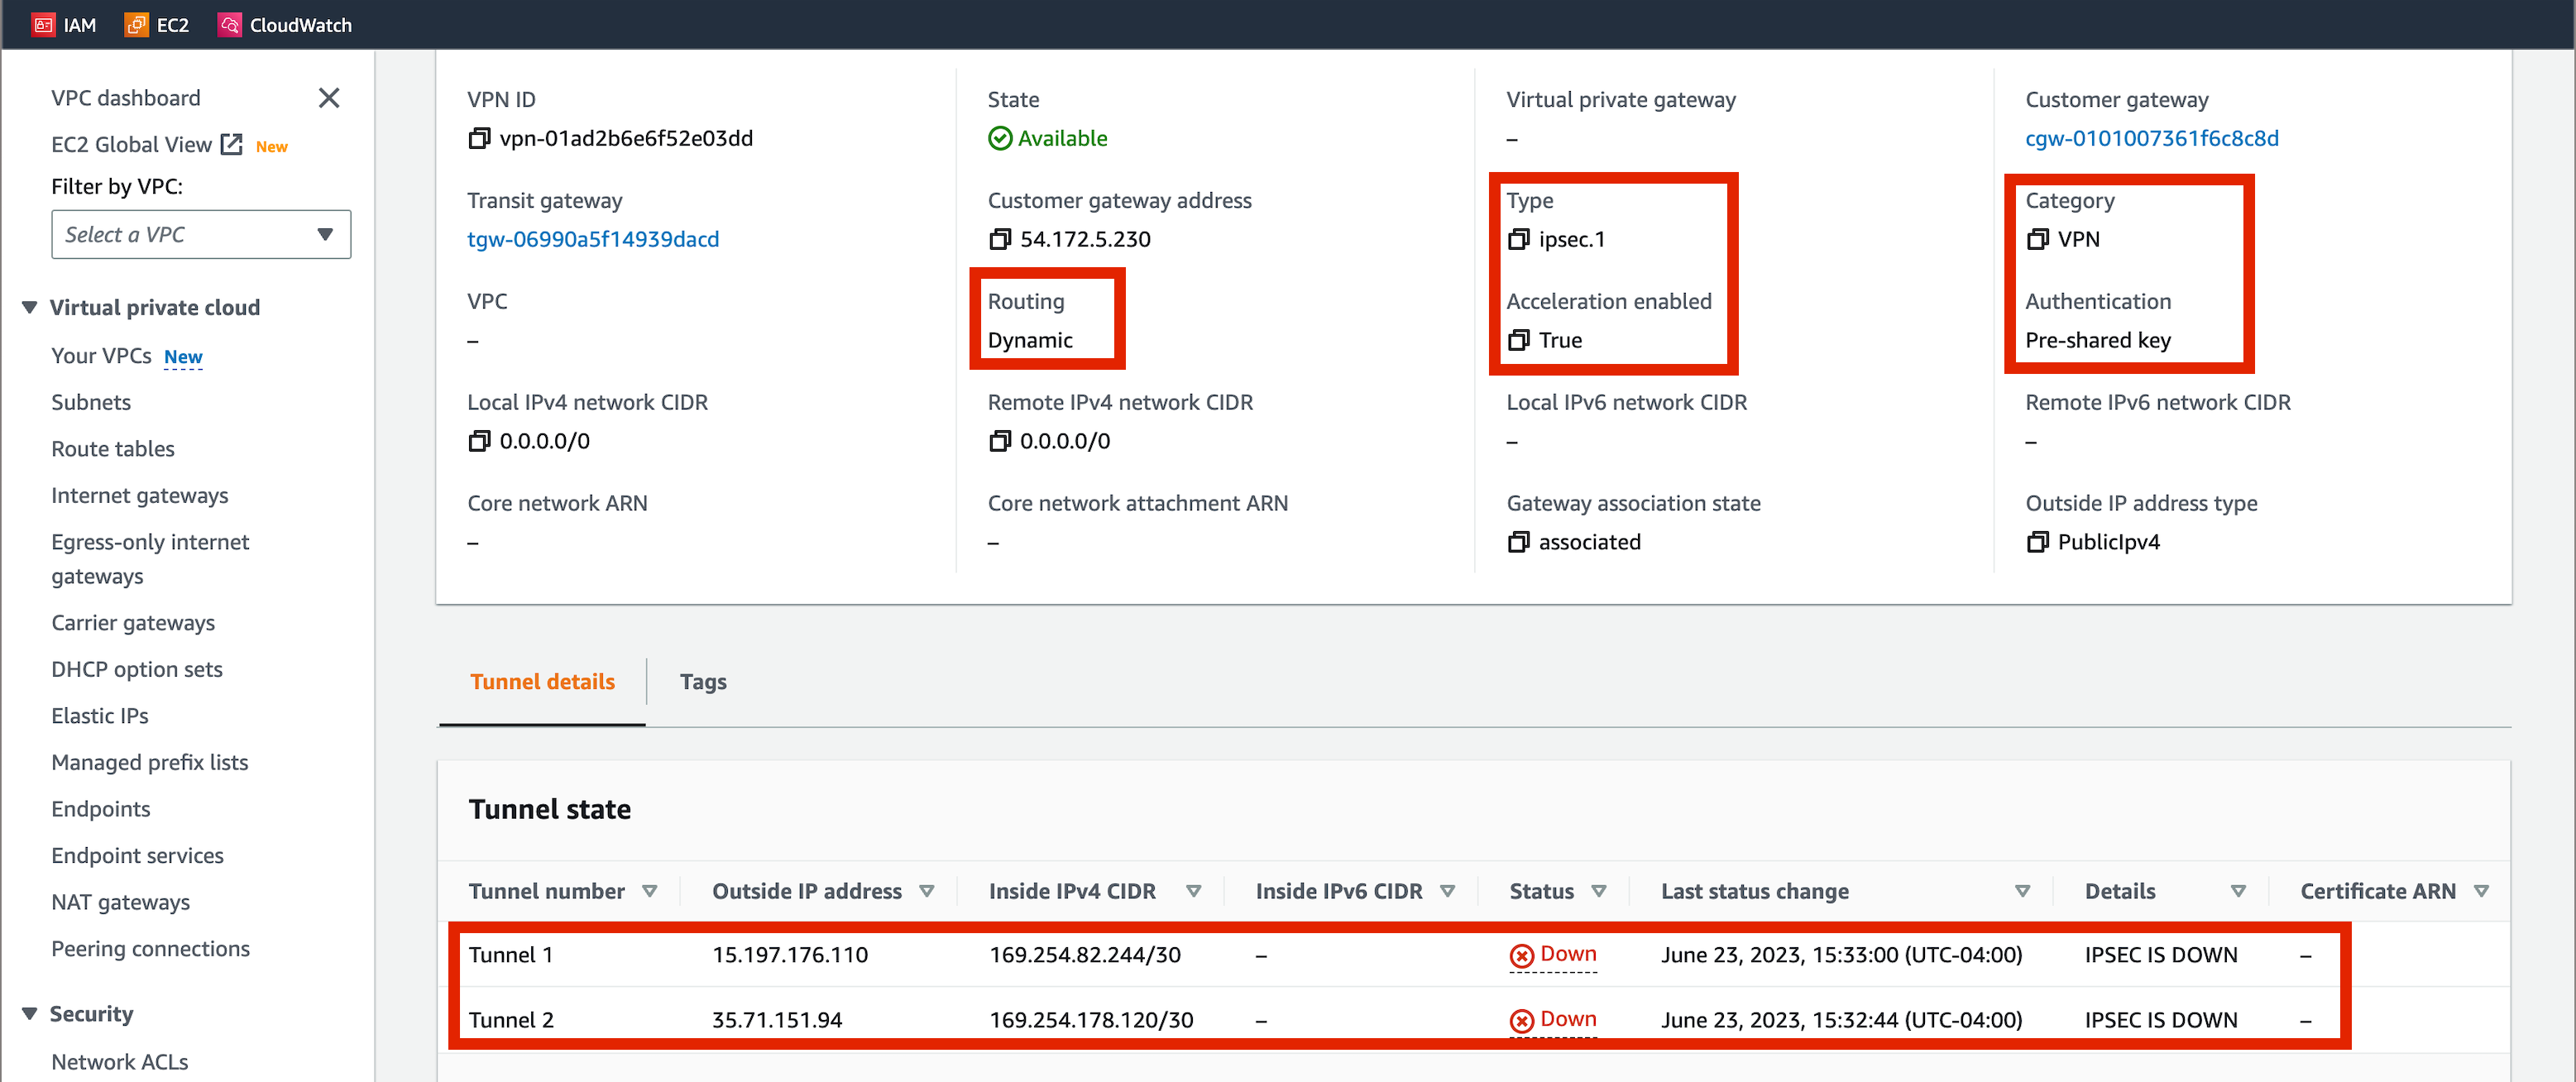 IAM EC2 CloudWatch
VPC dashboard
EC2 Global View New
Filter by VPC:
Select a VPC
Virtual private cloud
Your VPCs New
Subnets
Route tables
Internet gateways
Egress-only internet
gateways
Carrier gateways
DHCP option sets
Elastic IPs
Managed prefix lists
Endpoints
Endpoint services
NAT gateways
Peering connections
Security
Network ACLs
VPN ID
vpn-01ad2b6e6f52e03dd
State
Available
Virtual private gateway
–
Customer gateway
cgw-0101007361f6c8c8d
Transit gateway
tgw-06990a5f14939dacd
Customer gateway address
54.172.5.230
Type
ipsec.1
Category
VPN
VPC
–
Routing
Dynamic
Acceleration enabled
True
Authentication
Pre-shared key
Local IPv4 network CIDR
0.0.0.0/0
Remote IPv4 network CIDR
0.0.0.0/0
Local IPv6 network CIDR
–
Remote IPv6 network CIDR
–
Core network ARN
–
Core network attachment ARN
–
Gateway association state
associated
Outside IP address type
PublicIpv4
Tunnel details Tags
Tunnel state
Tunnel number Outside IP address Inside IPv4 CIDR Inside IPv6 CIDR Status Last status change Details Certificate ARN
Tunnel 1 15.197.176.110 169.254.82.244/30 – Down June 23, 2023, 15:33:00 (UTC-04:00) IPSEC IS DOWN –
Tunnel 2 35.71.151.94 169.254.178.120/30 – Down June 23, 2023, 15:32:44 (UTC-04:00) IPSEC IS DOWN –